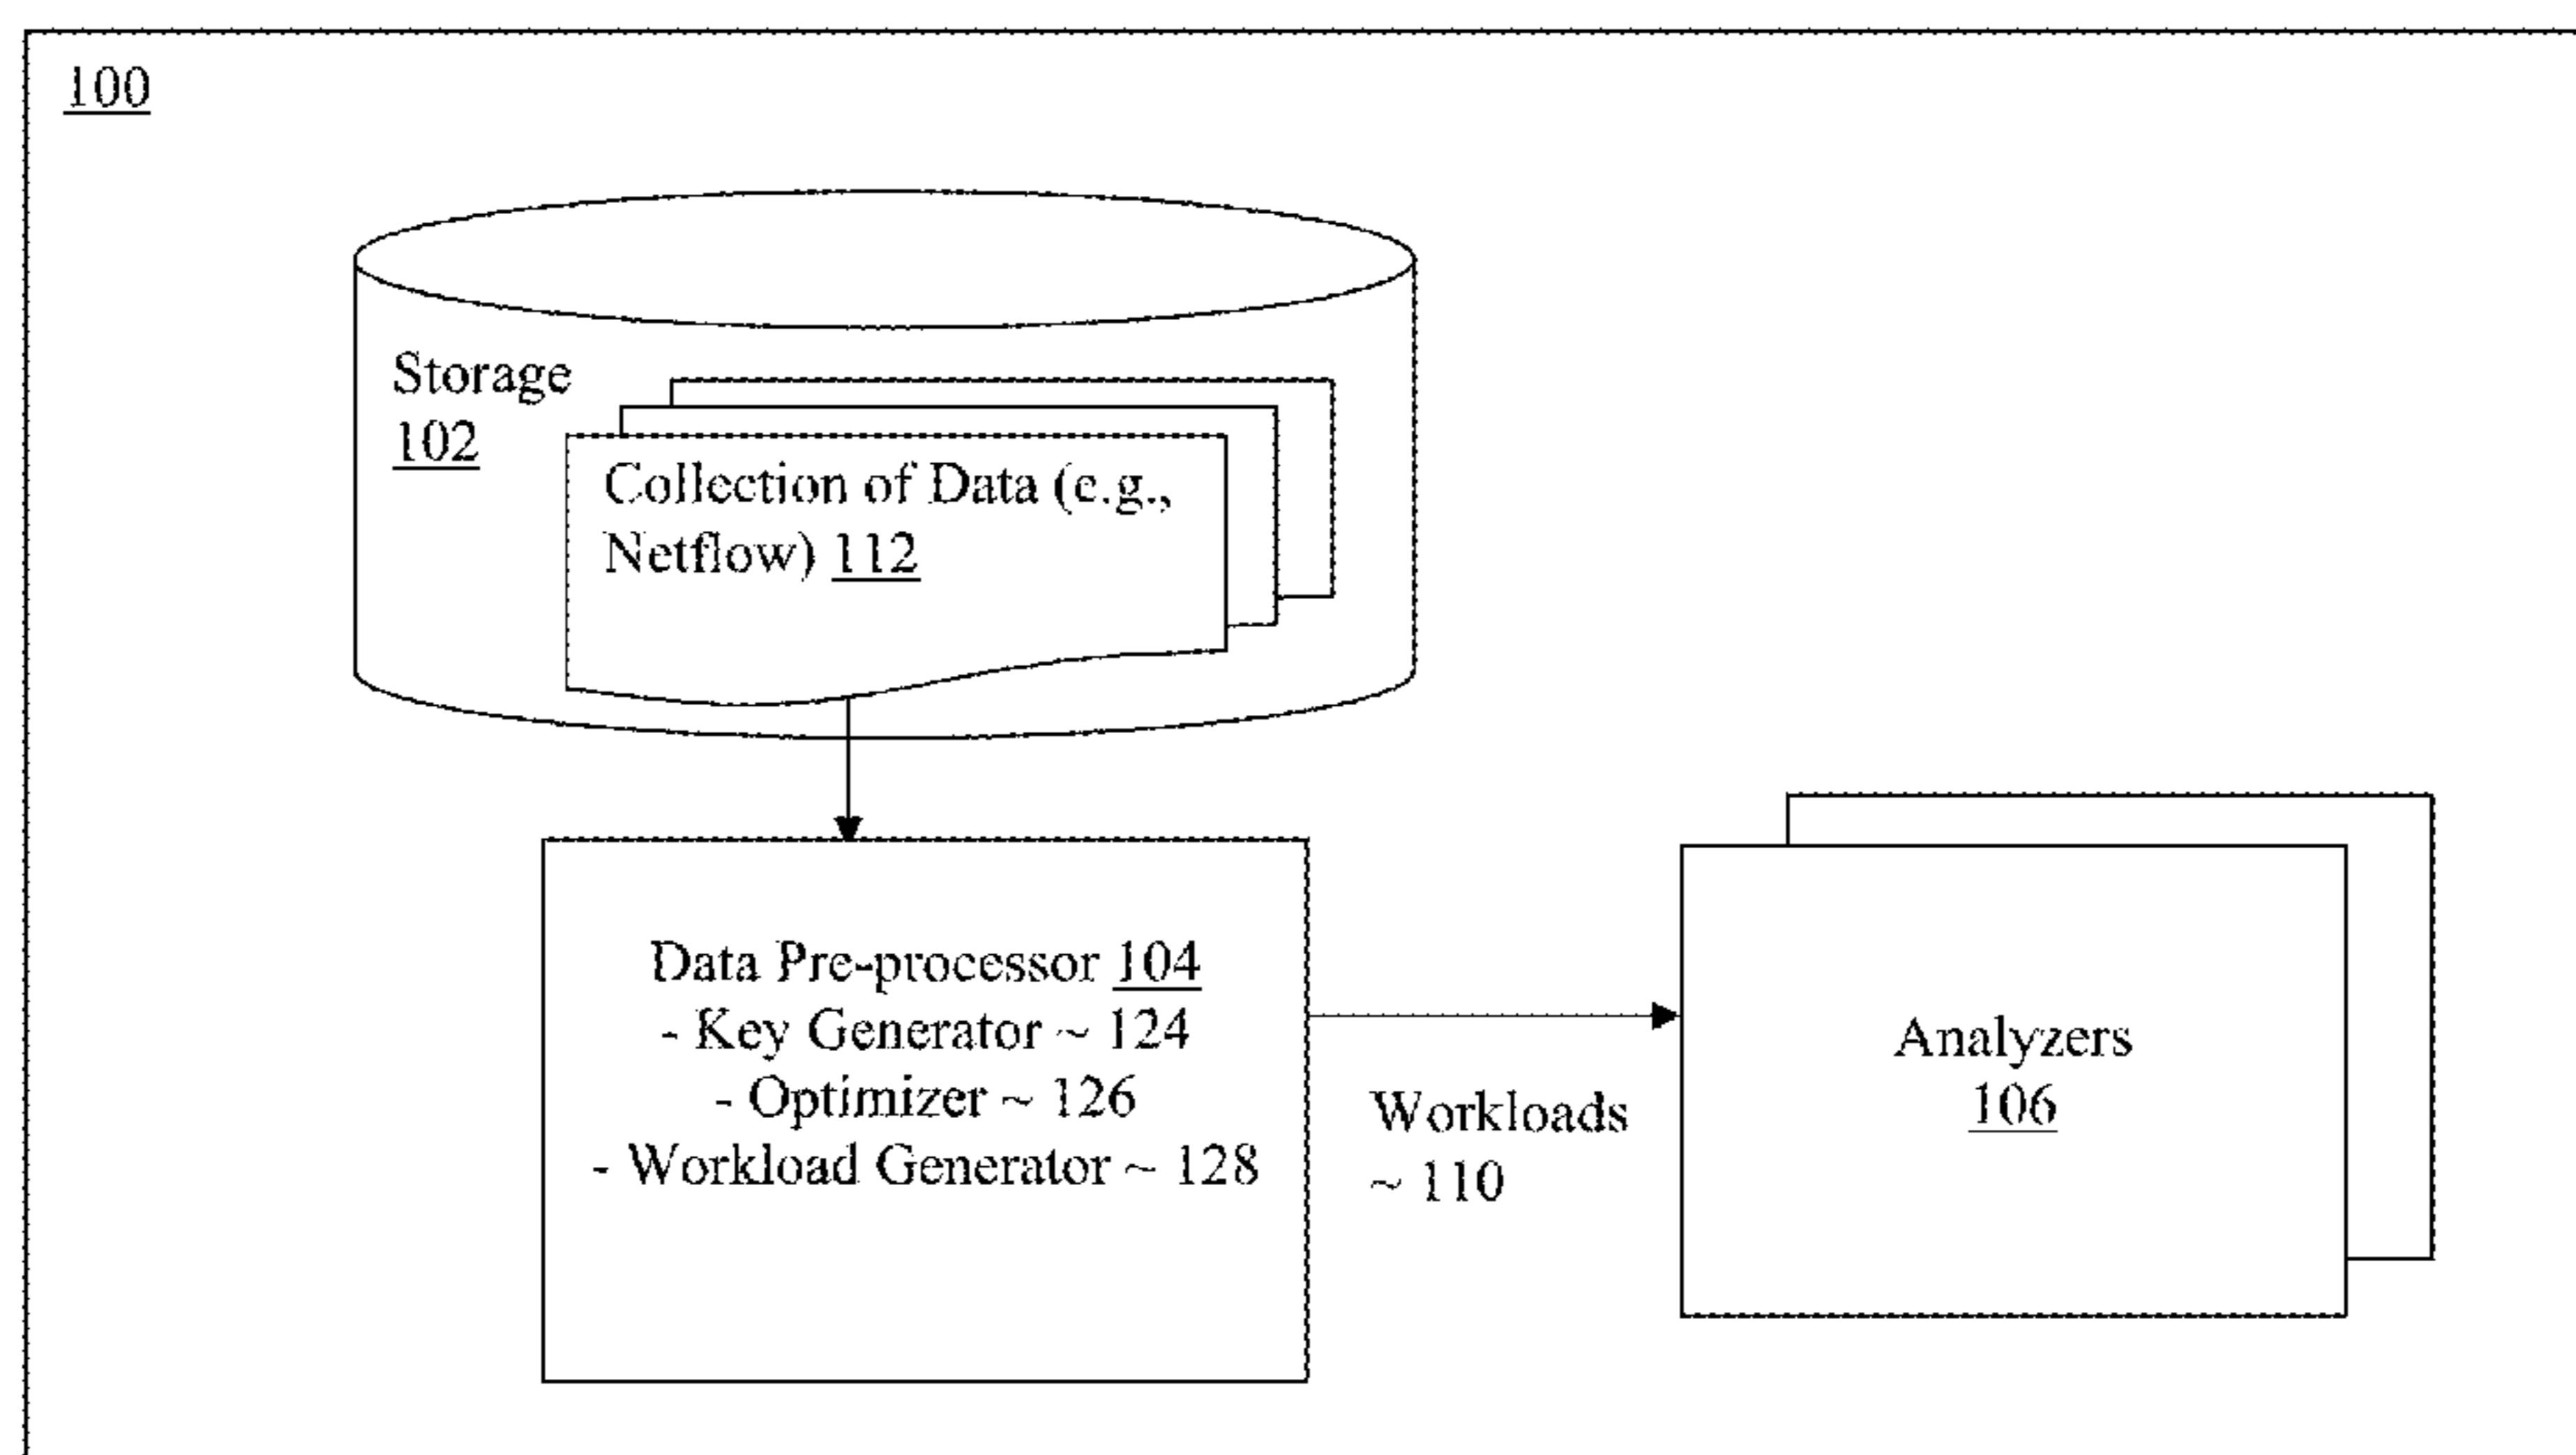 100
Storage
102
Collection of Data (e.g.,
Netflow) 112
Data Pre-processor 104
- Key Generator ~ 124
- Optimizer ~ 126
- Workload Generator ~ 128
Workloads
~ 110
Analyzers
106